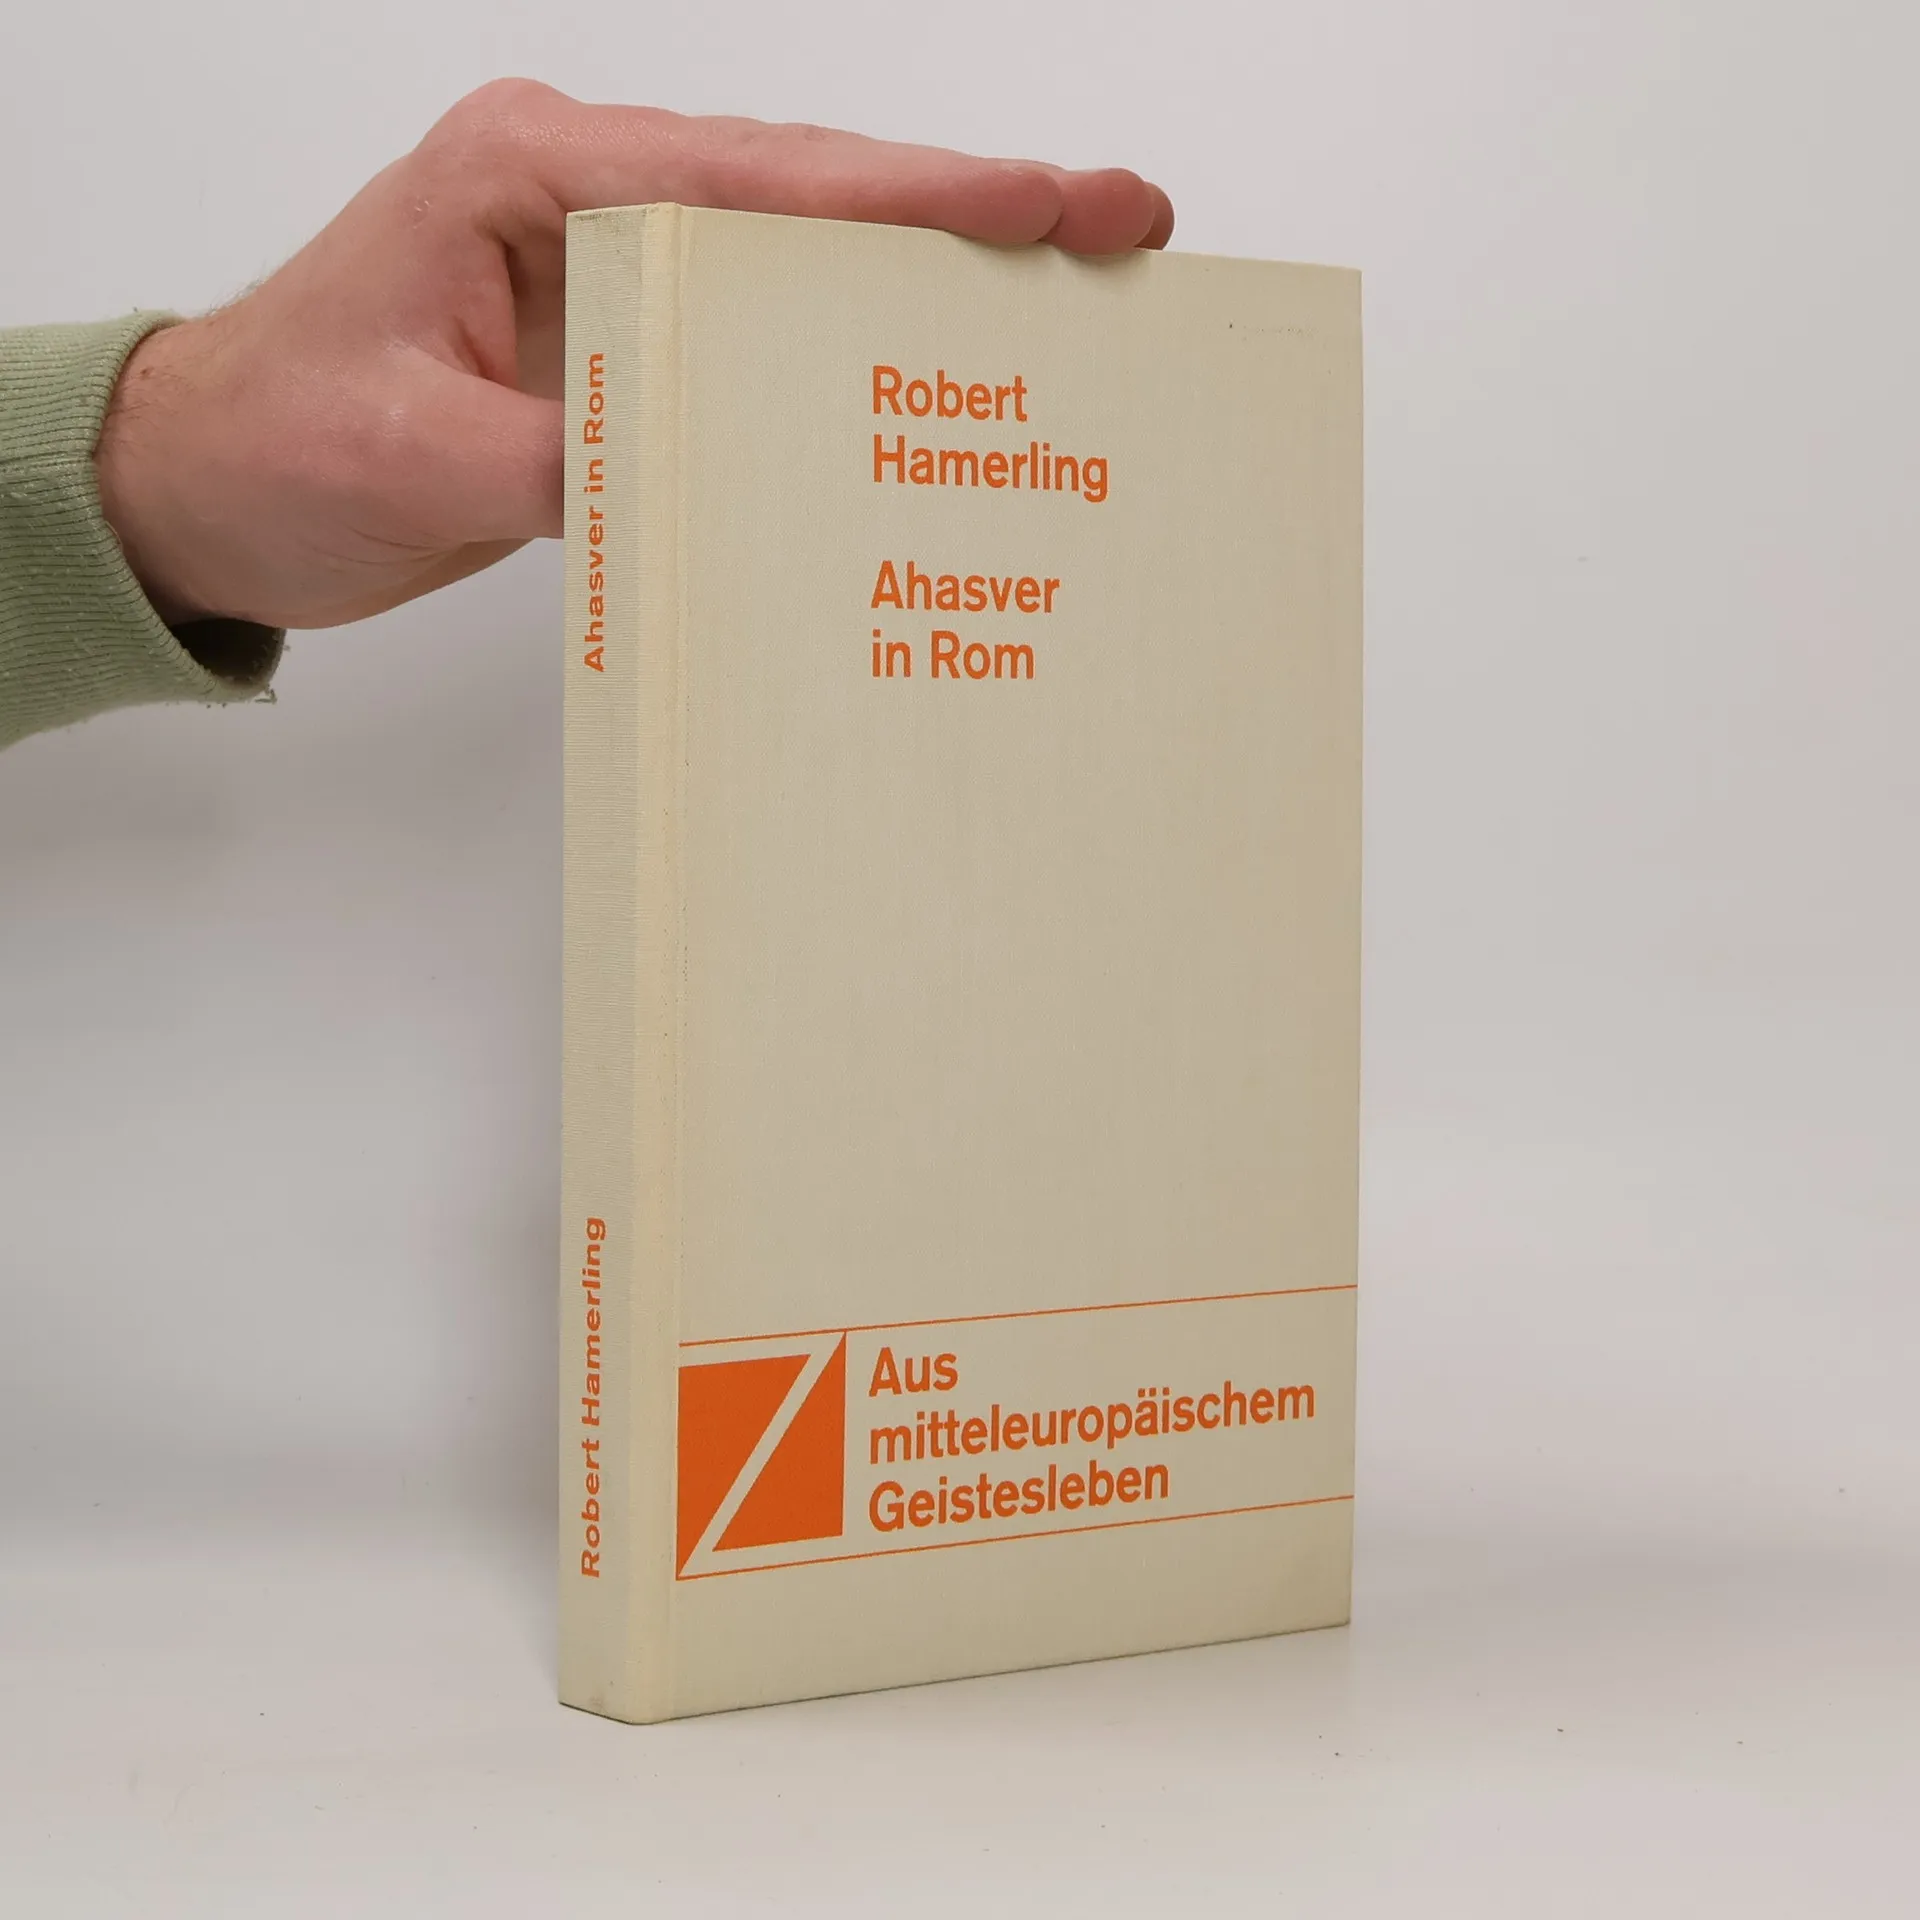 Ahasver in Rom
Robert Hamerling
Robert
Hamerling
Ahasver
in Rom
Aus
mitteleuropäischem
Geistesleben